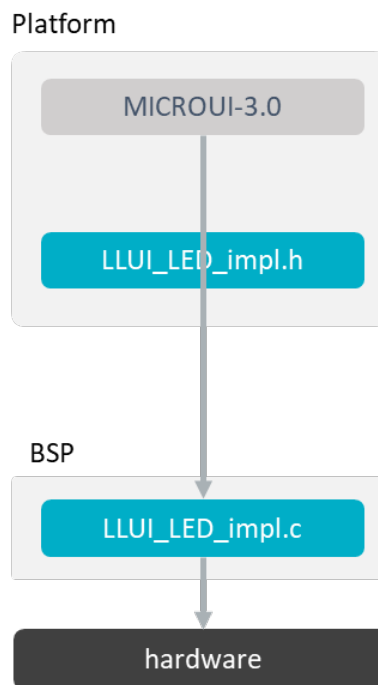 Platform
MICROUI-3.0
LLUI_LED_impl.h
BSP
LLUI_LED_impl.c
hardware